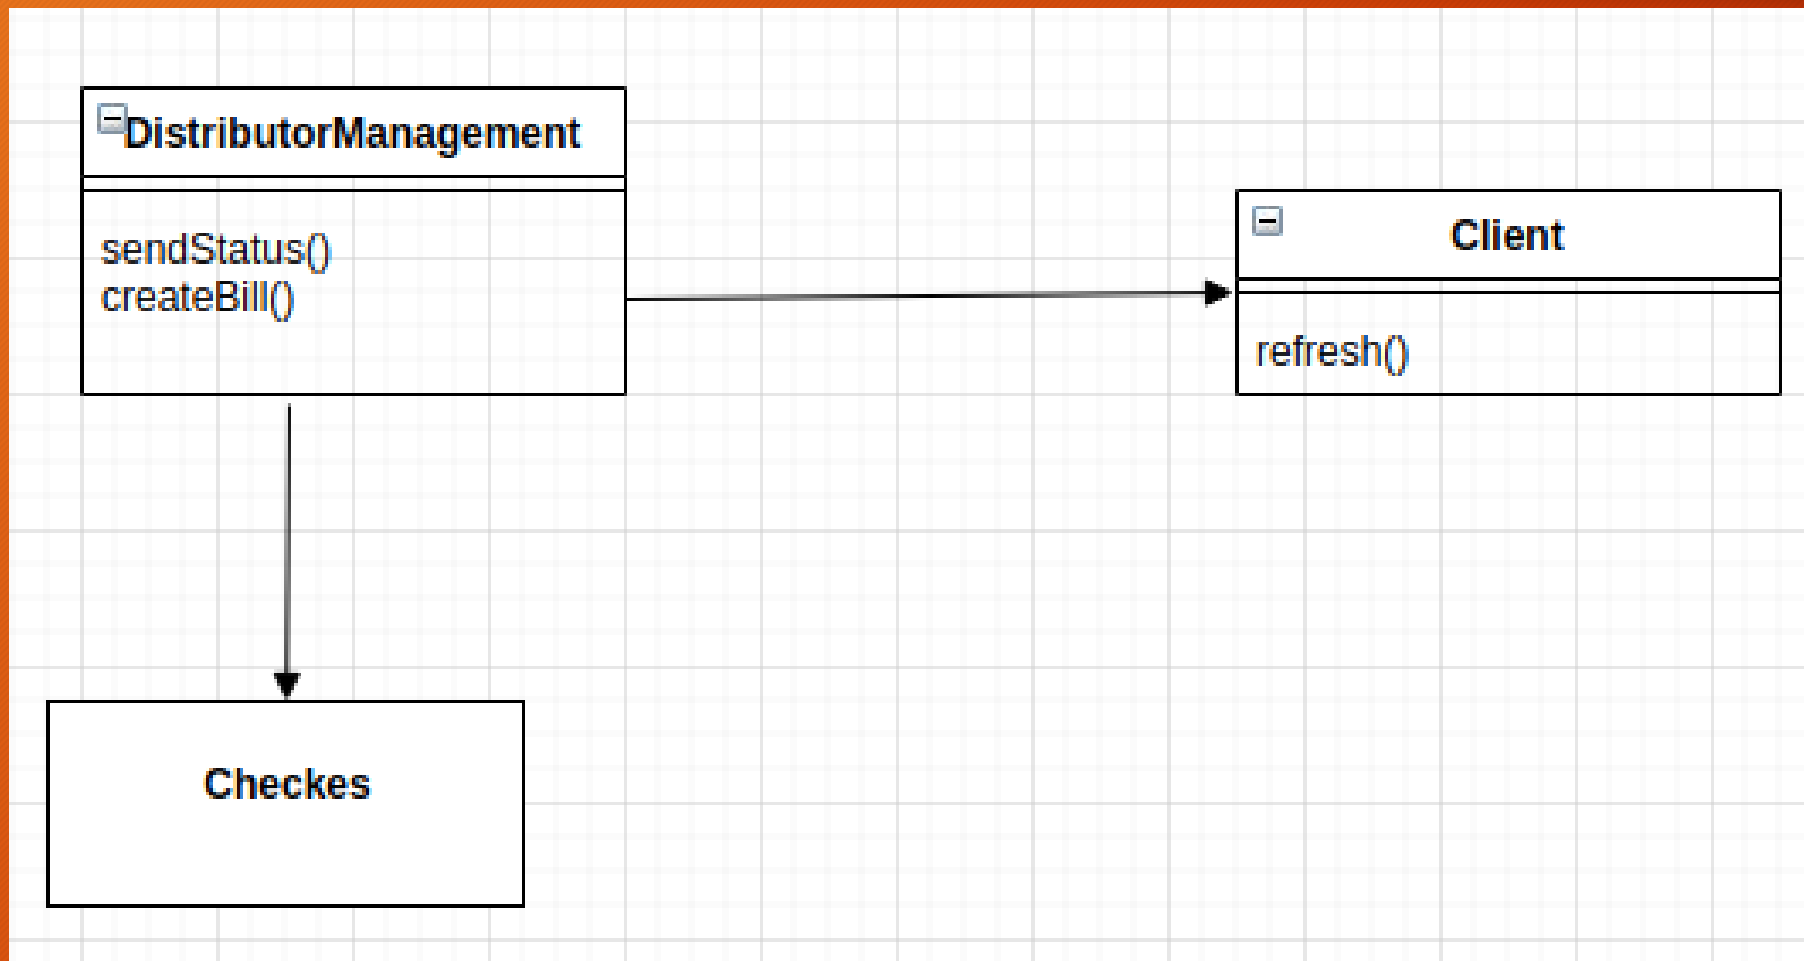 DistributorManagement
sendStatus()
createBill()
Client
refresh()
Checkes